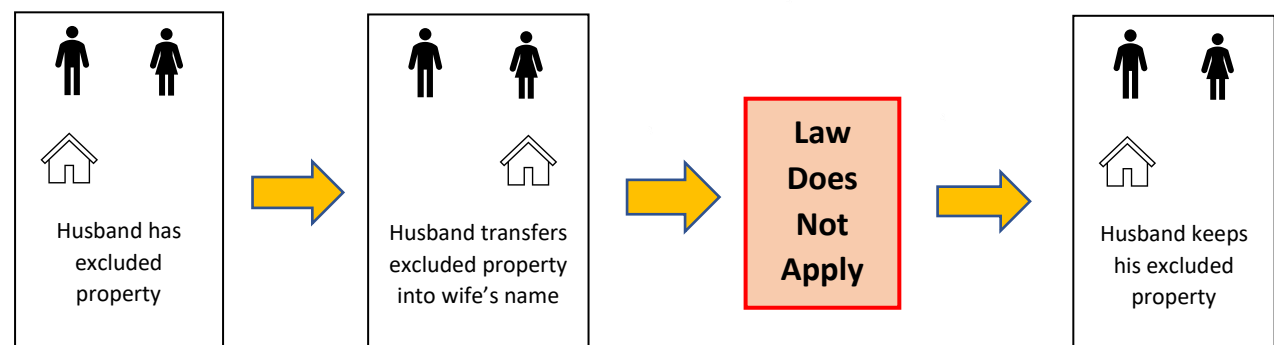 Husband has
excluded
property
Husband transfers
excluded property
into wife’s name
Law
Does
Not
Apply
Husband keeps
his excluded
property